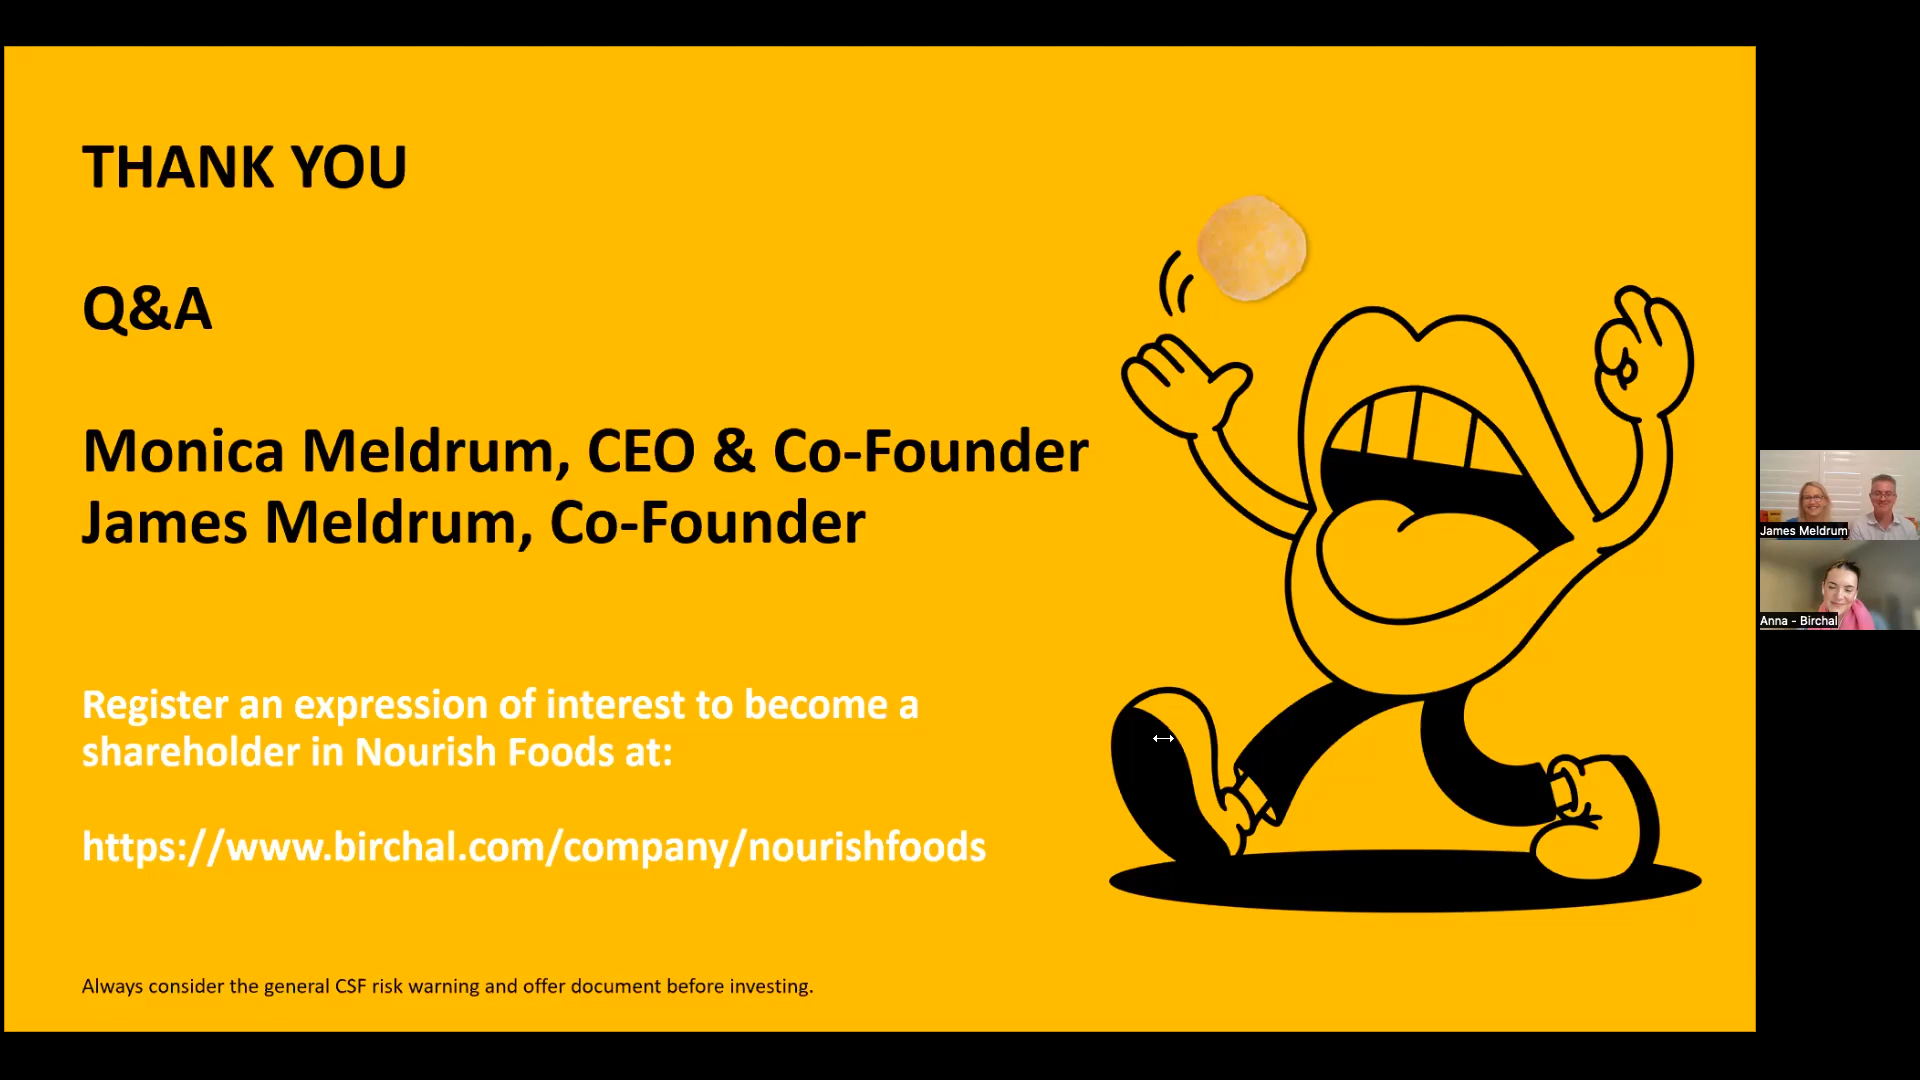 THANK YOU
Q&A
Monica Meldrum, CEO & Co-Founder
James Meldrum, Co-Founder
Register an expression of interest to become a
shareholder in Nourish Foods at:
https://www.birchal.com/company/nourishfoods
Always consider the general CSF risk warning and offer document before investing.
James Meldrum
Anna - Birchal